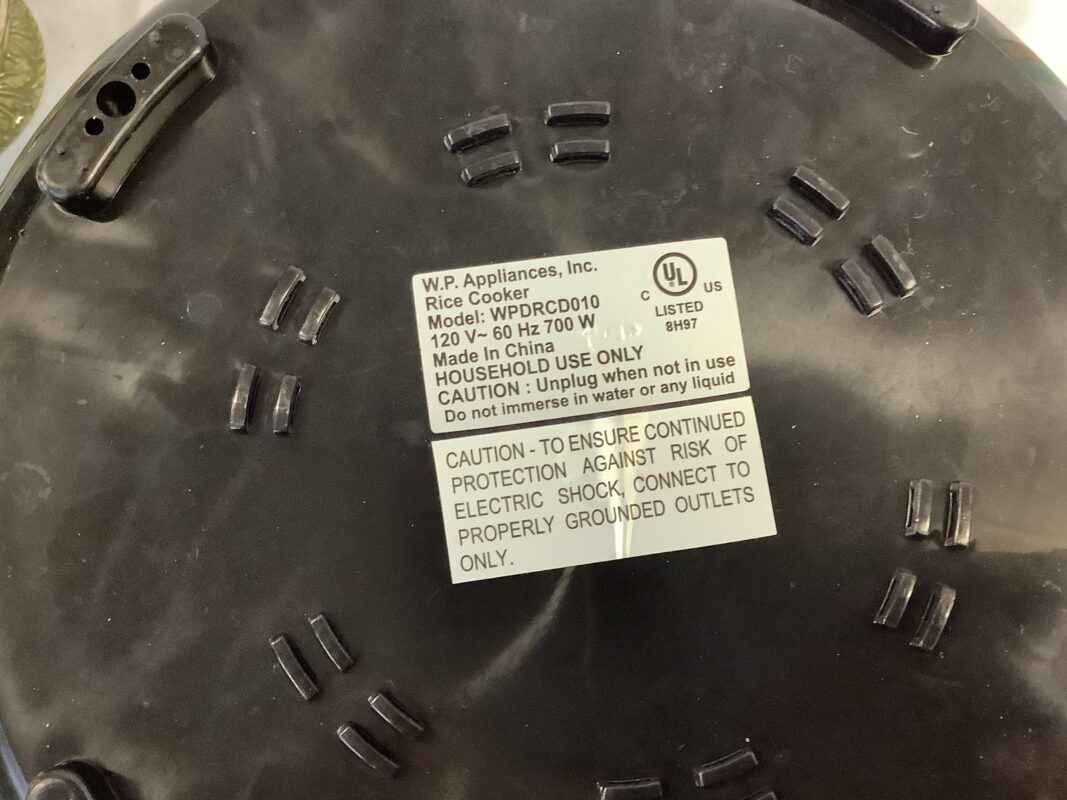 W.P. Appliances, Inc.
Rice Cooker
Model: WPDRCD010
120 V~ 60 Hz 700 W
Made In China
HOUSEHOLD USE ONLY
CAUTION : Unplug when not in use
Do not immerse in water or any liquid
C UL US
LISTED
8H97
CAUTION - TO ENSURE CONTINUED
PROTECTION AGAINST RISK OF
ELECTRIC SHOCK, CONNECT TO
PROPERLY GROUNDED OUTLETS
ONLY.